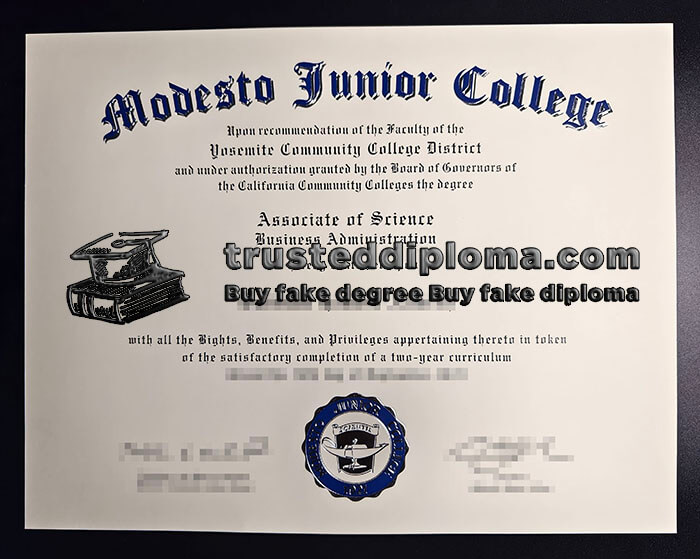 Modesto Junior College
Upon recommendation of the Faculty of the
Yosemite Community College District
and under authorization granted by the Board of Governors of
the California Community Colleges the degree
Associate of Science
Business Administration
trusteddiploma.com
Buy fake degree Buy fake diploma
with all the Rights, Benefits, and Privileges appertaining thereto in token
of the satisfactory completion of a two-year curriculum